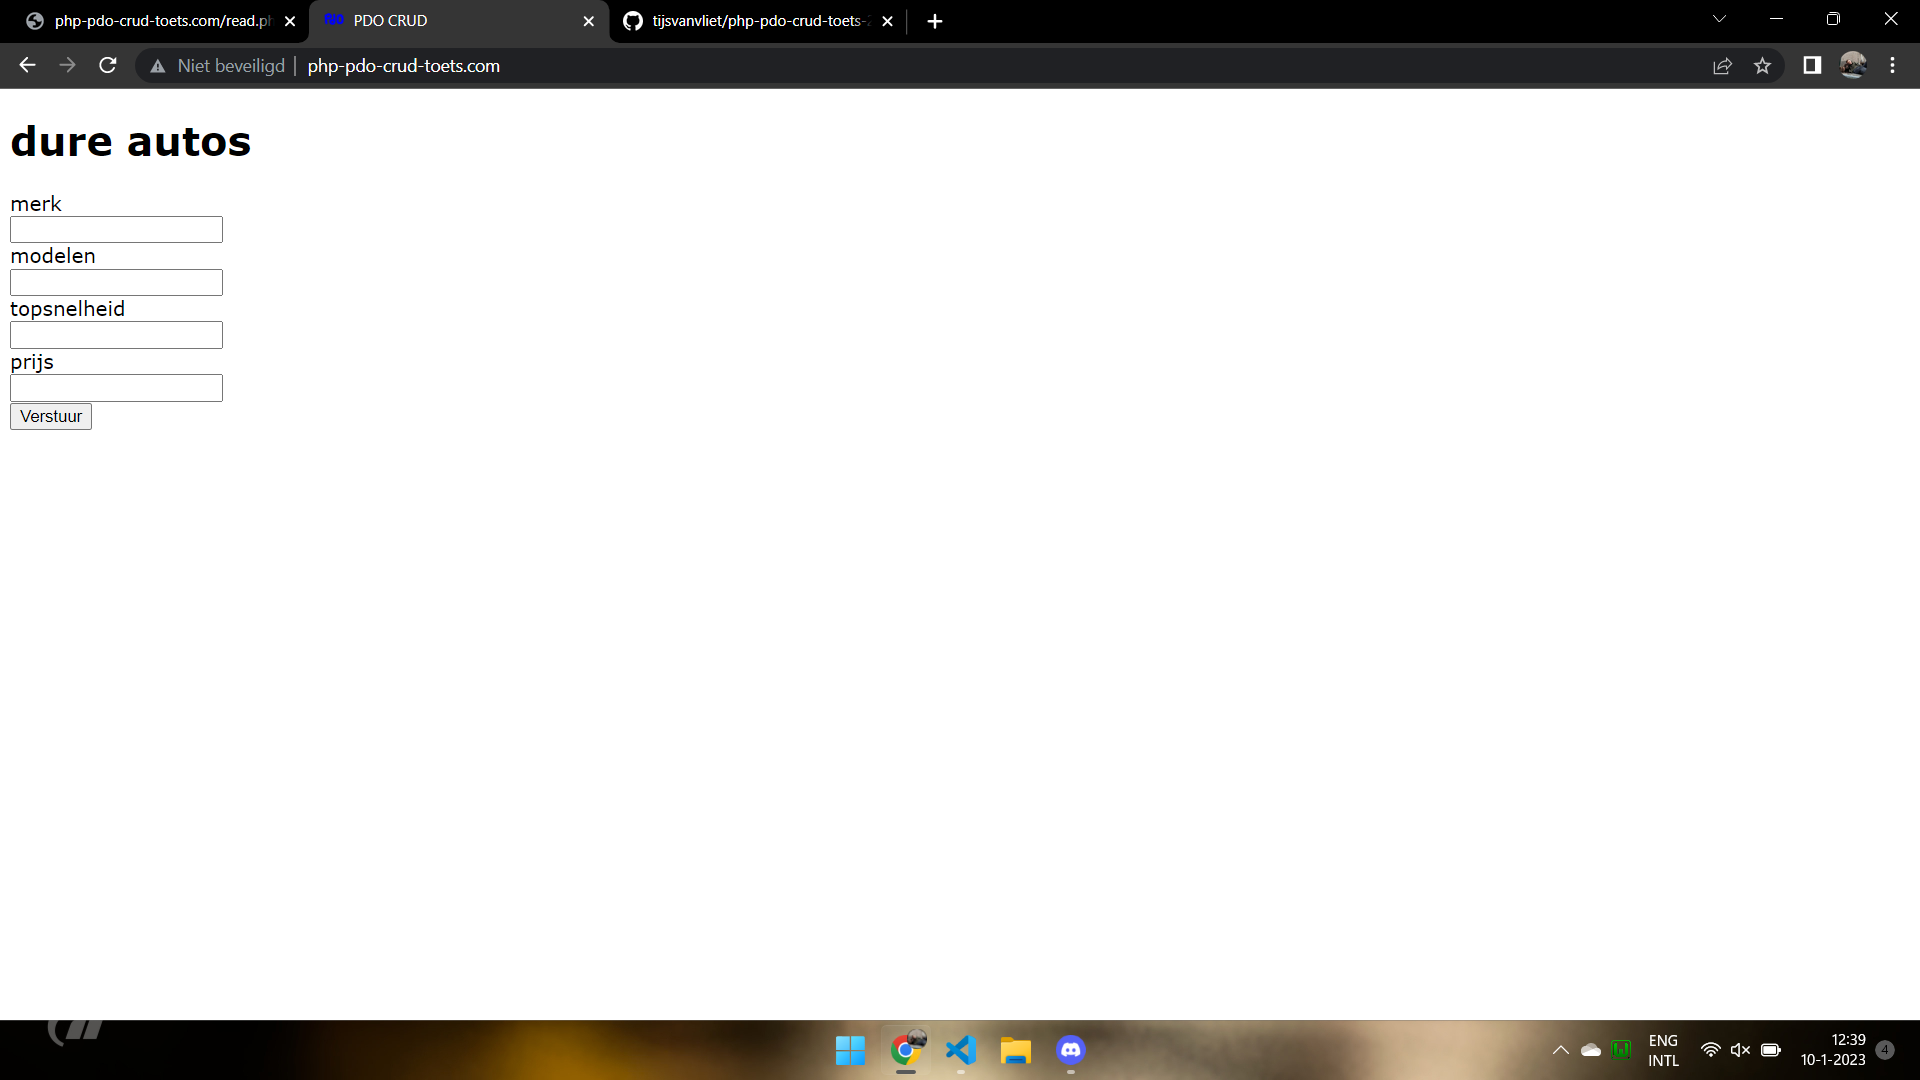 php-pdo-crud-toets.com/read.ph
PDO CRUD
tijsvanvliet/php-pdo-crud-toets-2
Niet beveiligd
php-pdo-crud-toets.com
dure autos
merk
modelen
topsnelheid
prijs
Verstuur
ENG
INTL
12:39
10-1-2023
4